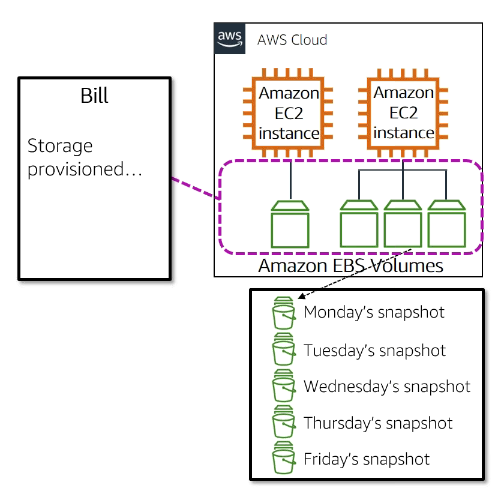 aws
AWS Cloud
Bill
Storage
provisioned...
Amazon
EC2
instance
Amazon
EC2
instance
Amazon EBS Volumes
Monday's snapshot
Tuesday's snapshot
Wednesday's snapshot
Thursday's snapshot
Friday's snapshot